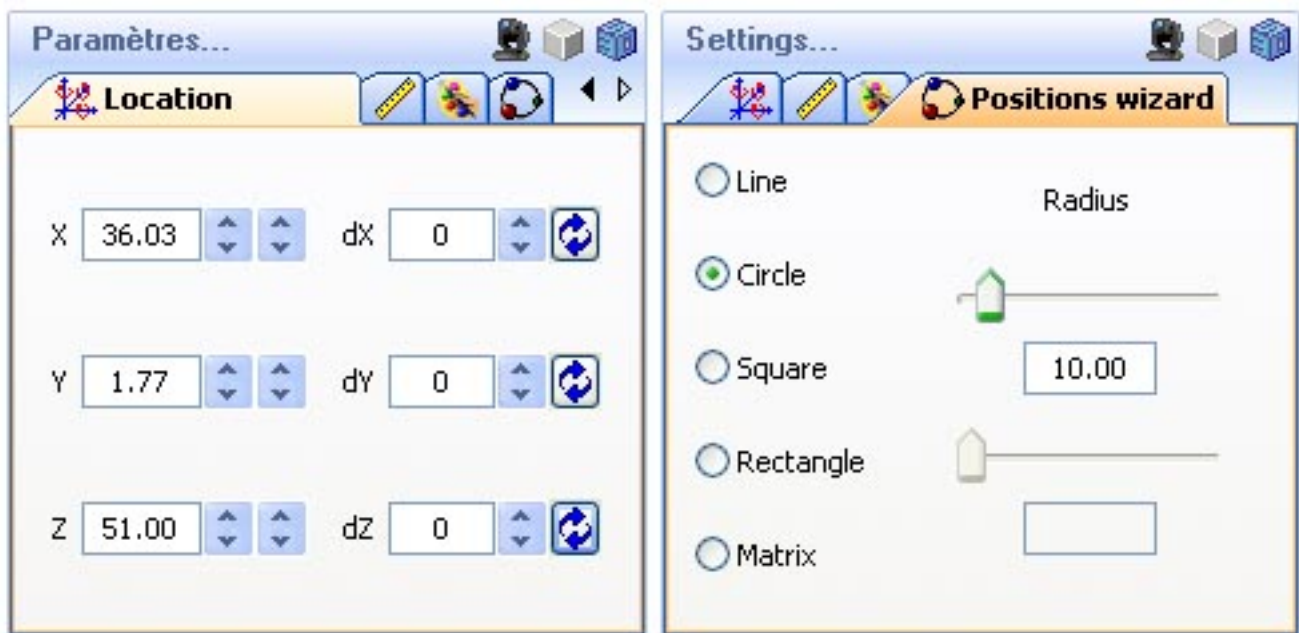 Paramètres...
Location
X 36.03 dX 0
Y 1.77 dY 0
Z 51.00 dZ 0
Settings...
Positions wizard
Line
Radius
Circle
Square
10.00
Rectangle
Matrix